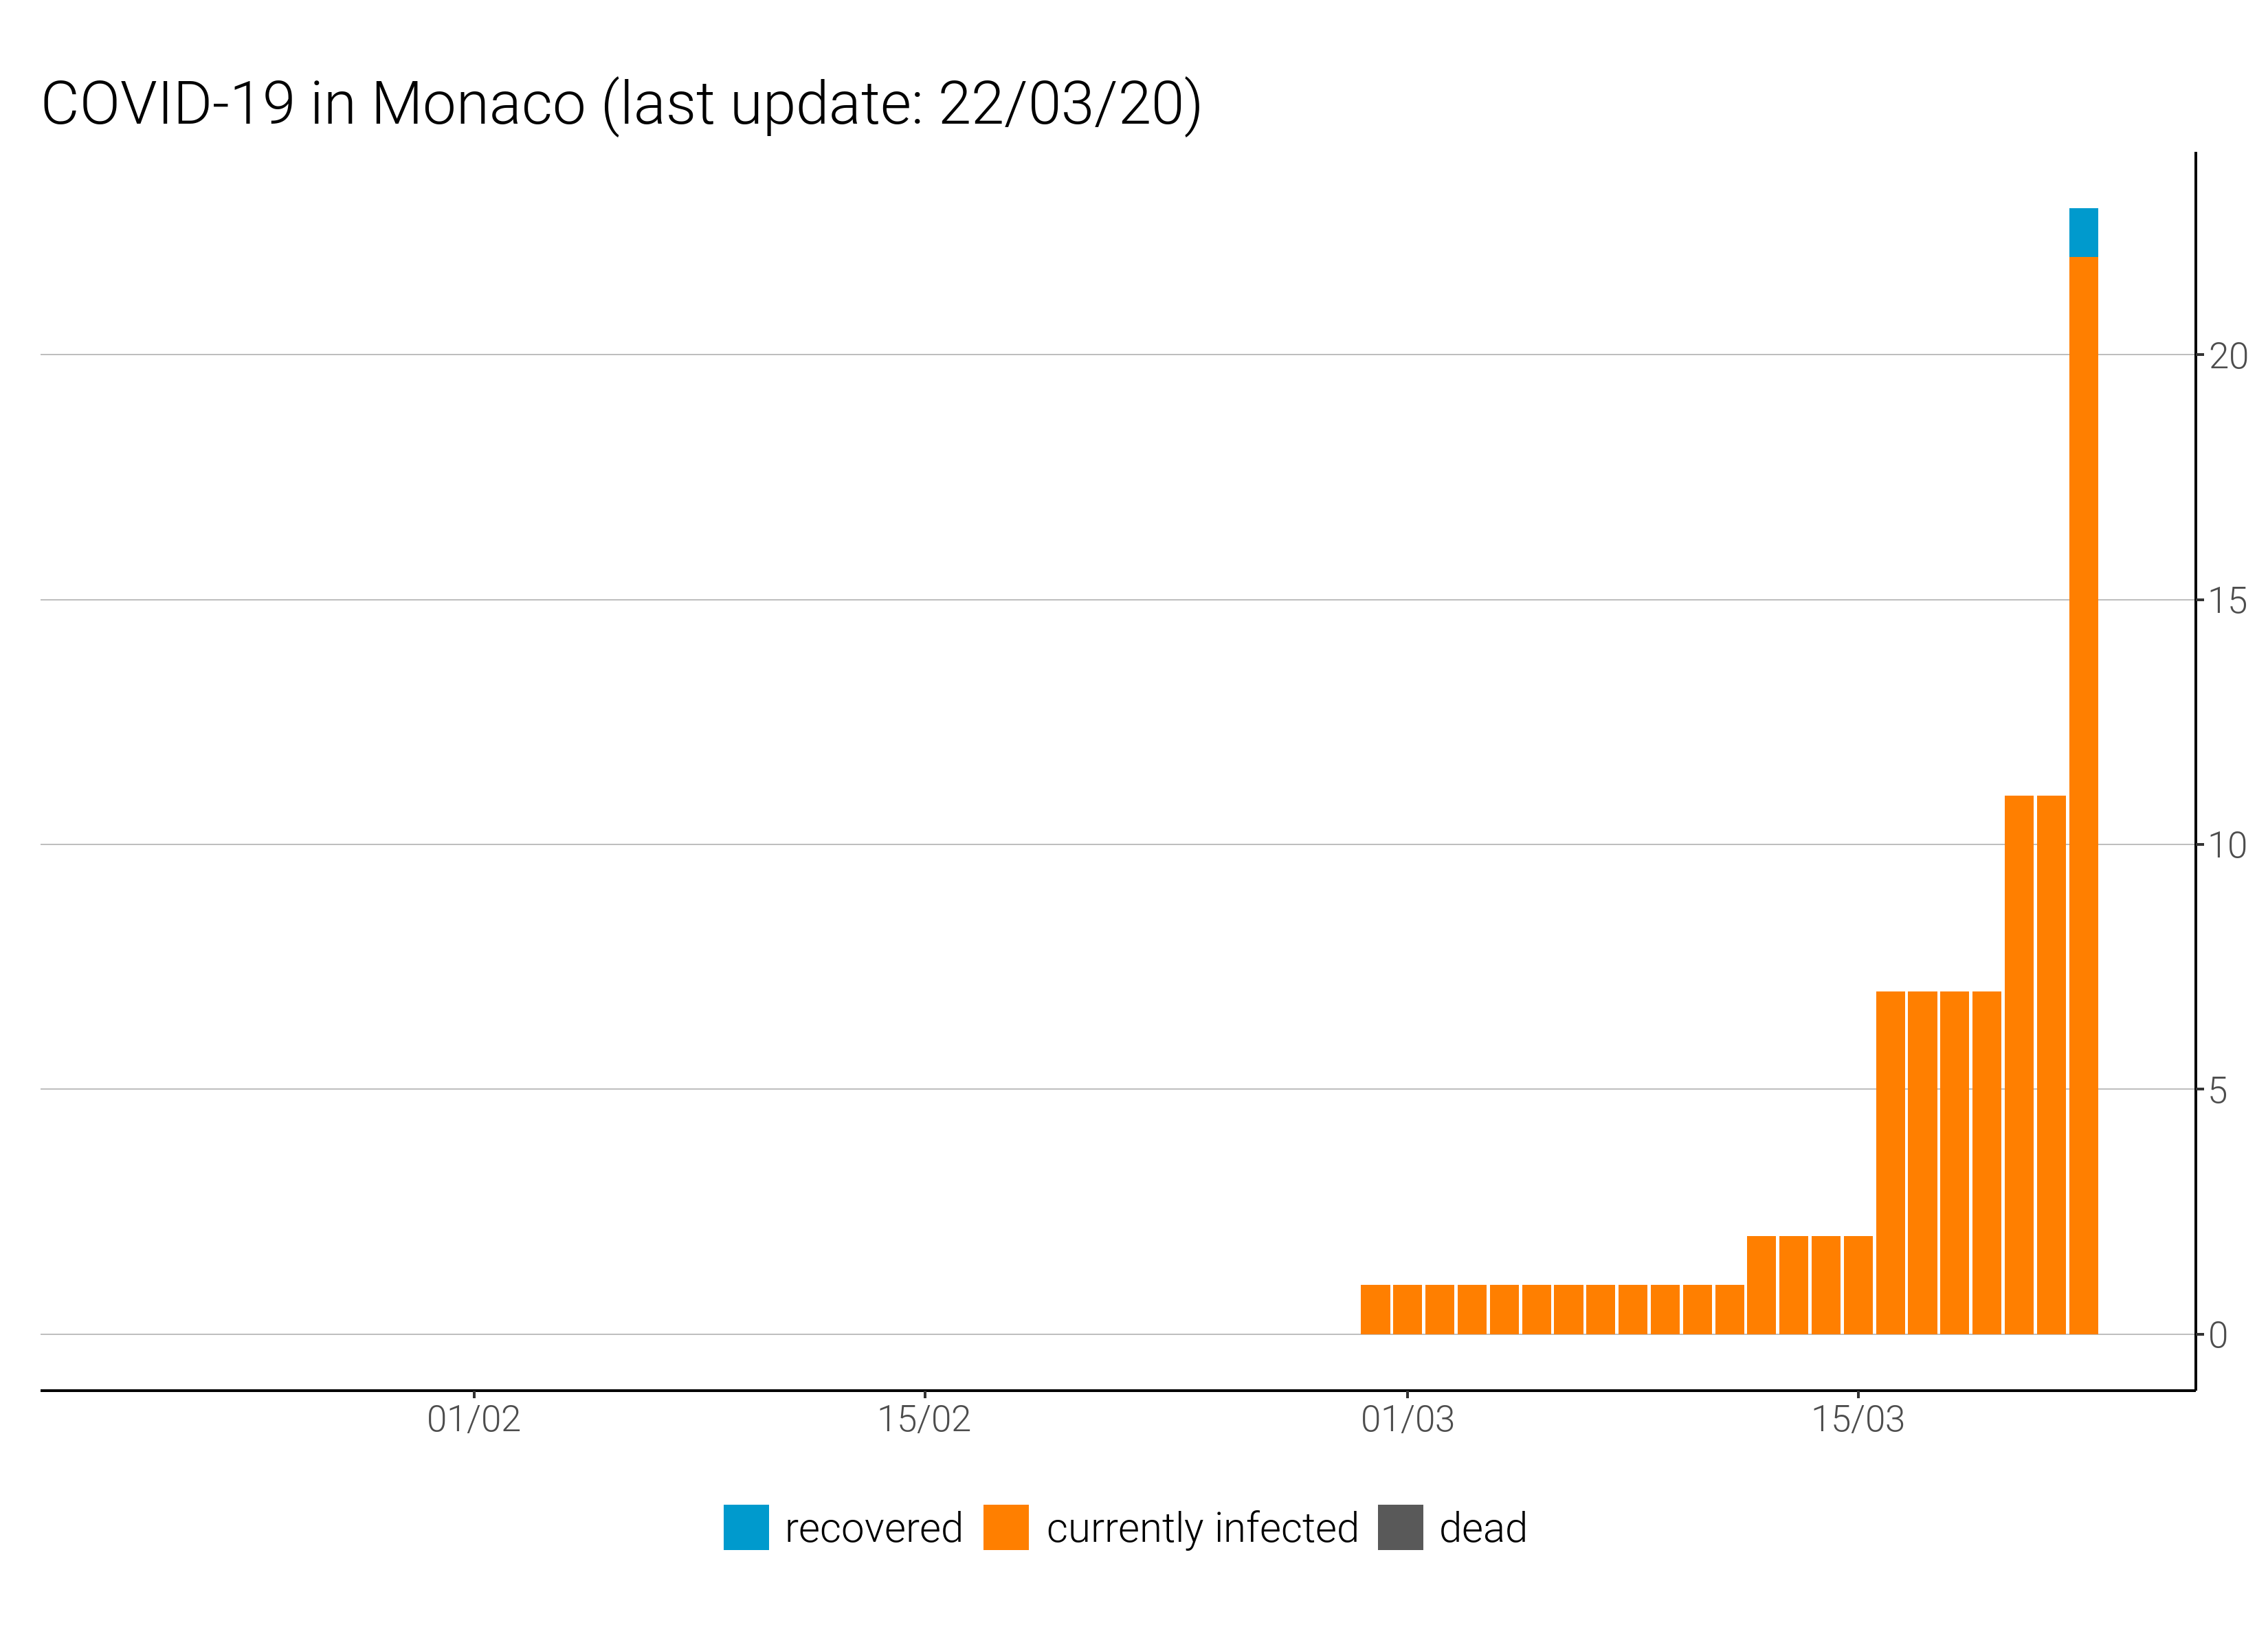 COVID-19 in Monaco (last update: 22/03/20)
20
15
10
5
0
01/02 15/02 01/03 15/03
recovered currently infected dead